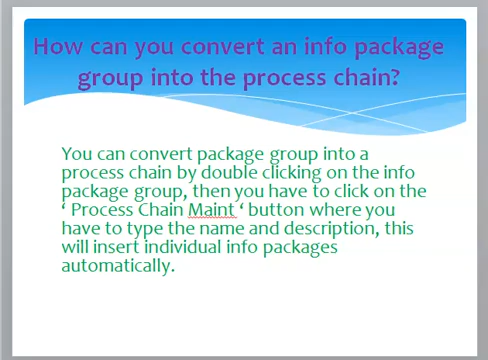 How can you convert an info package
group into the process chain?
You can convert package group into a
process chain by double clicking on the info
package group, then you have to click on the
‘ Process Chain Maint ‘ button where you
have to type the name and description, this
will insert individual info packages
automatically.